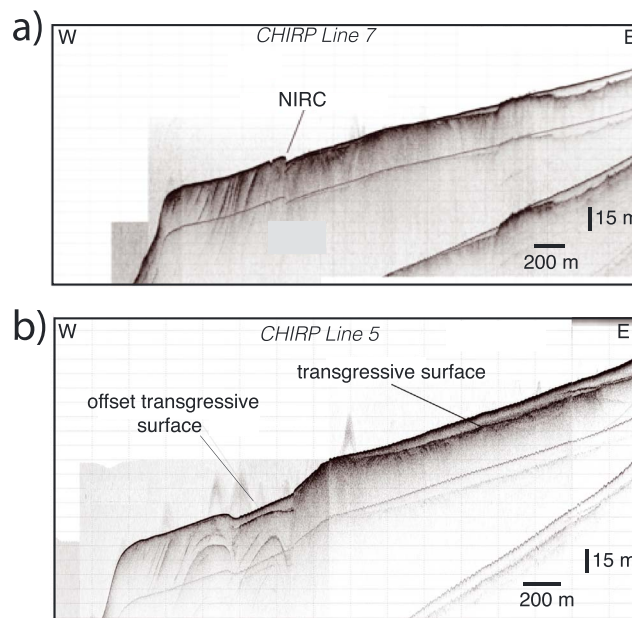 a)
W
CHIRP Line 7
E
NIRC
15 m
200 m
b)
W
CHIRP Line 5
E
transgressive surface
offset transgressive
surface
15 m
200 m